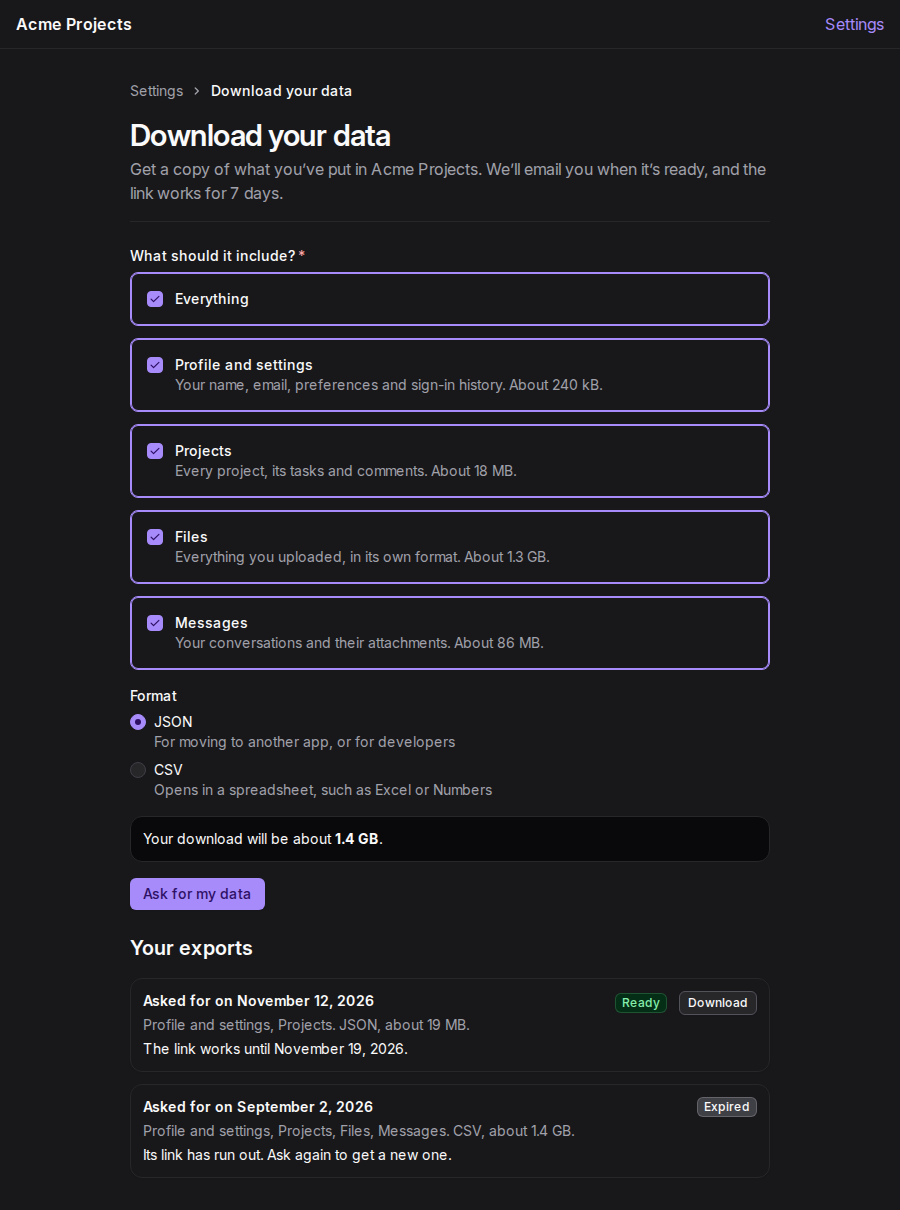 Acme Projects
Settings
Settings
Download your data
Download your data
Get a copy of what you’ve put in Acme Projects. We’ll email you when it’s ready, and the
link works for 7 days.
What should it include? *
Everything
Profile and settings
Your name, email, preferences and sign-in history. About 240 kB.
Projects
Every project, its tasks and comments. About 18 MB.
Files
Everything you uploaded, in its own format. About 1.3 GB.
Messages
Your conversations and their attachments. About 86 MB.
Format
JSON
For moving to another app, or for developers
CSV
Opens in a spreadsheet, such as Excel or Numbers
Your download will be about 1.4 GB.
Ask for my data
Your exports
Asked for on November 12, 2026
Ready
Download
Profile and settings, Projects. JSON, about 19 MB.
The link works until November 19, 2026.
Asked for on September 2, 2026
Expired
Profile and settings, Projects, Files, Messages. CSV, about 1.4 GB.
Its link has run out. Ask again to get a new one.